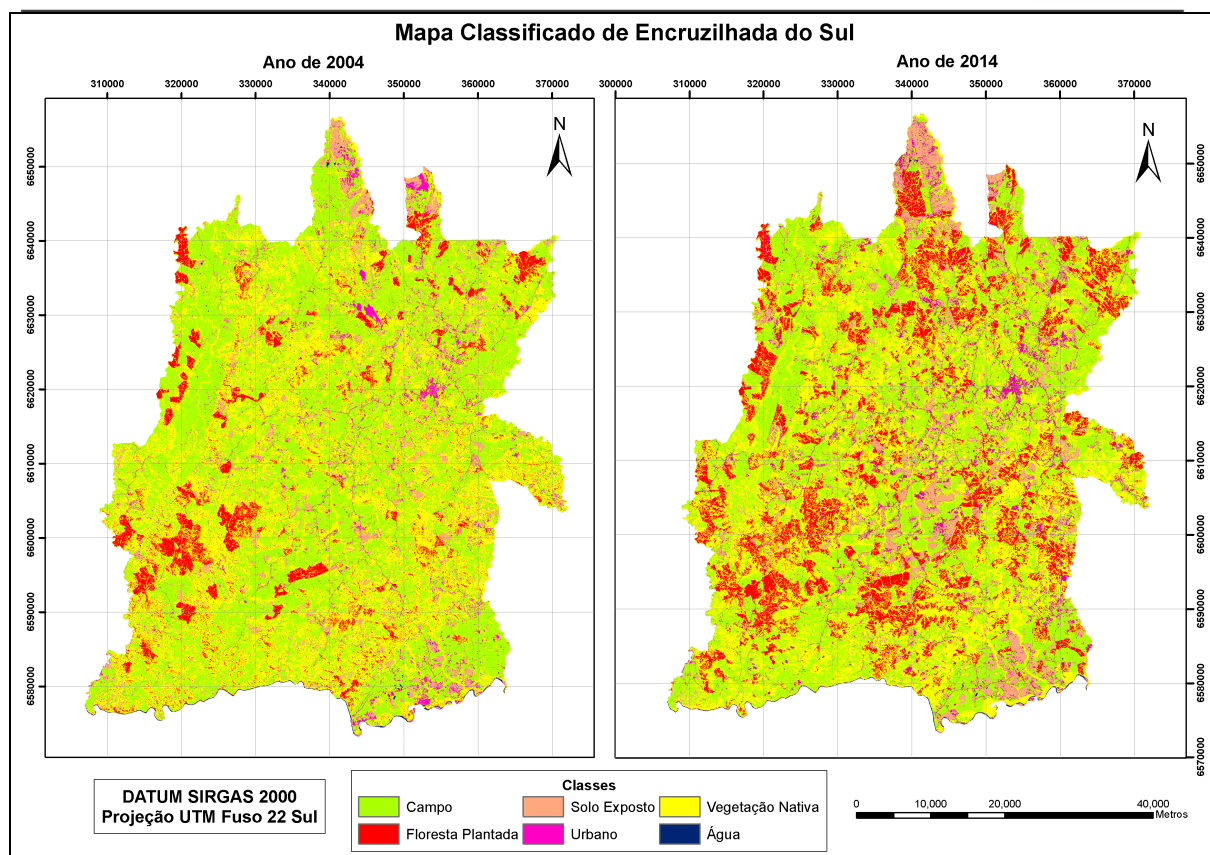 Mapa Classificado de Encruzilhada do Sul
Ano de 2004
Ano de 2014
310000 320000 330000 340000 350000 360000 370000
300000 310000 320000 330000 340000 350000 360000 370000
N
N
6650000
6640000
6630000
6620000
6610000
6600000
6590000
6580000
6650000
6640000
6630000
6620000
6610000
6600000
6590000
6580000
6570000
DATUM SIRGAS 2000
Projeção UTM Fuso 22 Sul
Classes
Campo
Solo Exposto
Vegetação Nativa
Floresta Plantada
Urbano
Água
0 10,000 20,000 40,000
Metros